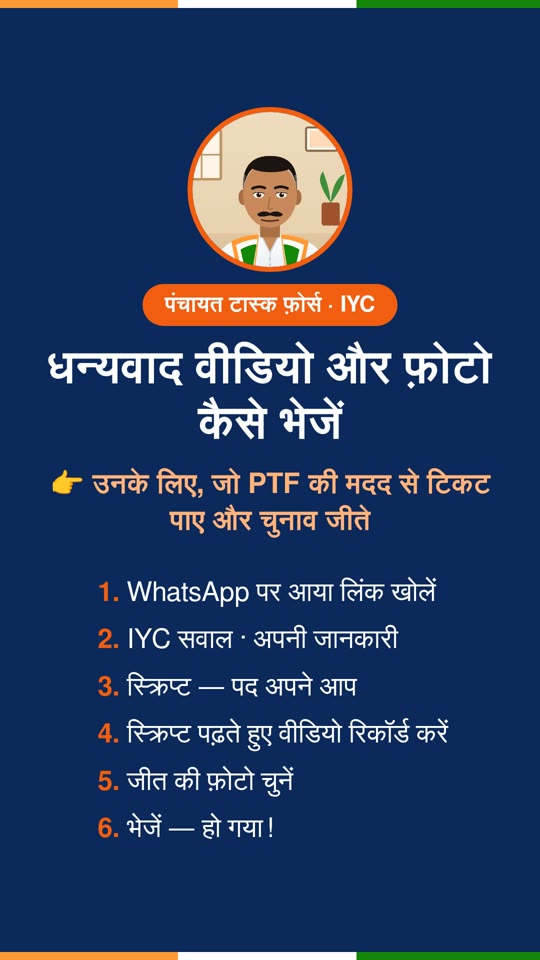 पंचायत टास्क फ़ोर्स · IYC
धन्यवाद वीडियो और फ़ोटो
कैसे भेजें
👉 उनके लिए, जो PTF की मदद से टिकट
पाए और चुनाव जीते
1. WhatsApp पर आया लिंक खोलें
2. IYC सवाल · अपनी जानकारी
3. स्क्रिप्ट — पद अपने आप
4. स्क्रिप्ट पढ़ते हुए वीडियो रिकॉर्ड करें
5. जीत की फ़ोटो चुनें
6. भेजें — हो गया!